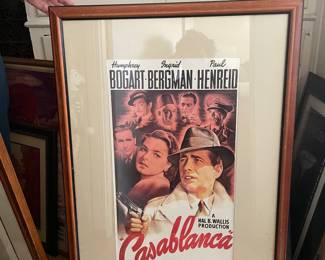 Humphrey Ingrid Paul
BOGART·BERGMAN·HENREID
A
HAL B. WALLIS
PRODUCTION
"Casablanca"